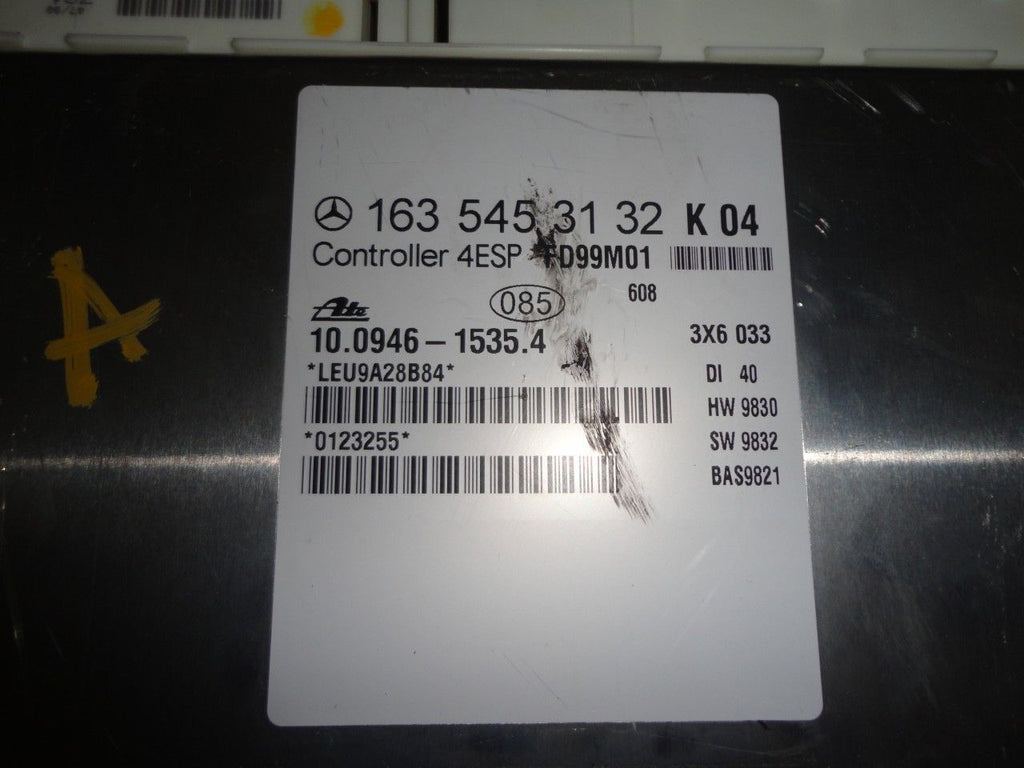 163 545 31 32 K 04
Controller 4ESP FD99M01
085 608
Ate
10.0946-1535.4 3X6 033
*LEU9A28B84* DI 40
HW 9830
*0123255* SW 9832
BAS9821
A